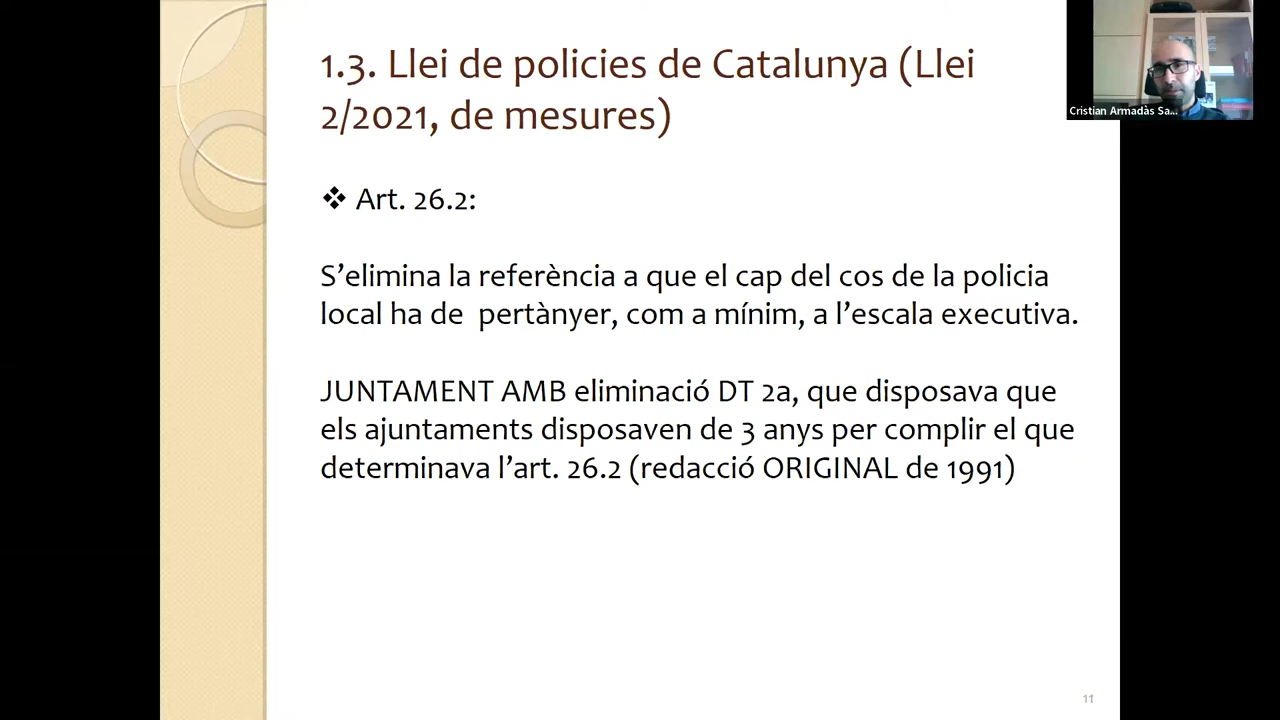 1.3. Llei de policies de Catalunya (Llei
2/2021, de mesures)
Cristian Armadàs Sa...
❖ Art. 26.2:
S’elimina la referència a que el cap del cos de la policia
local ha de pertànyer, com a mínim, a l’escala executiva.
JUNTAMENT AMB eliminació DT 2a, que disposava que
els ajuntaments disposaven de 3 anys per complir el que
determinava l’art. 26.2 (redacció ORIGINAL de 1991)
11